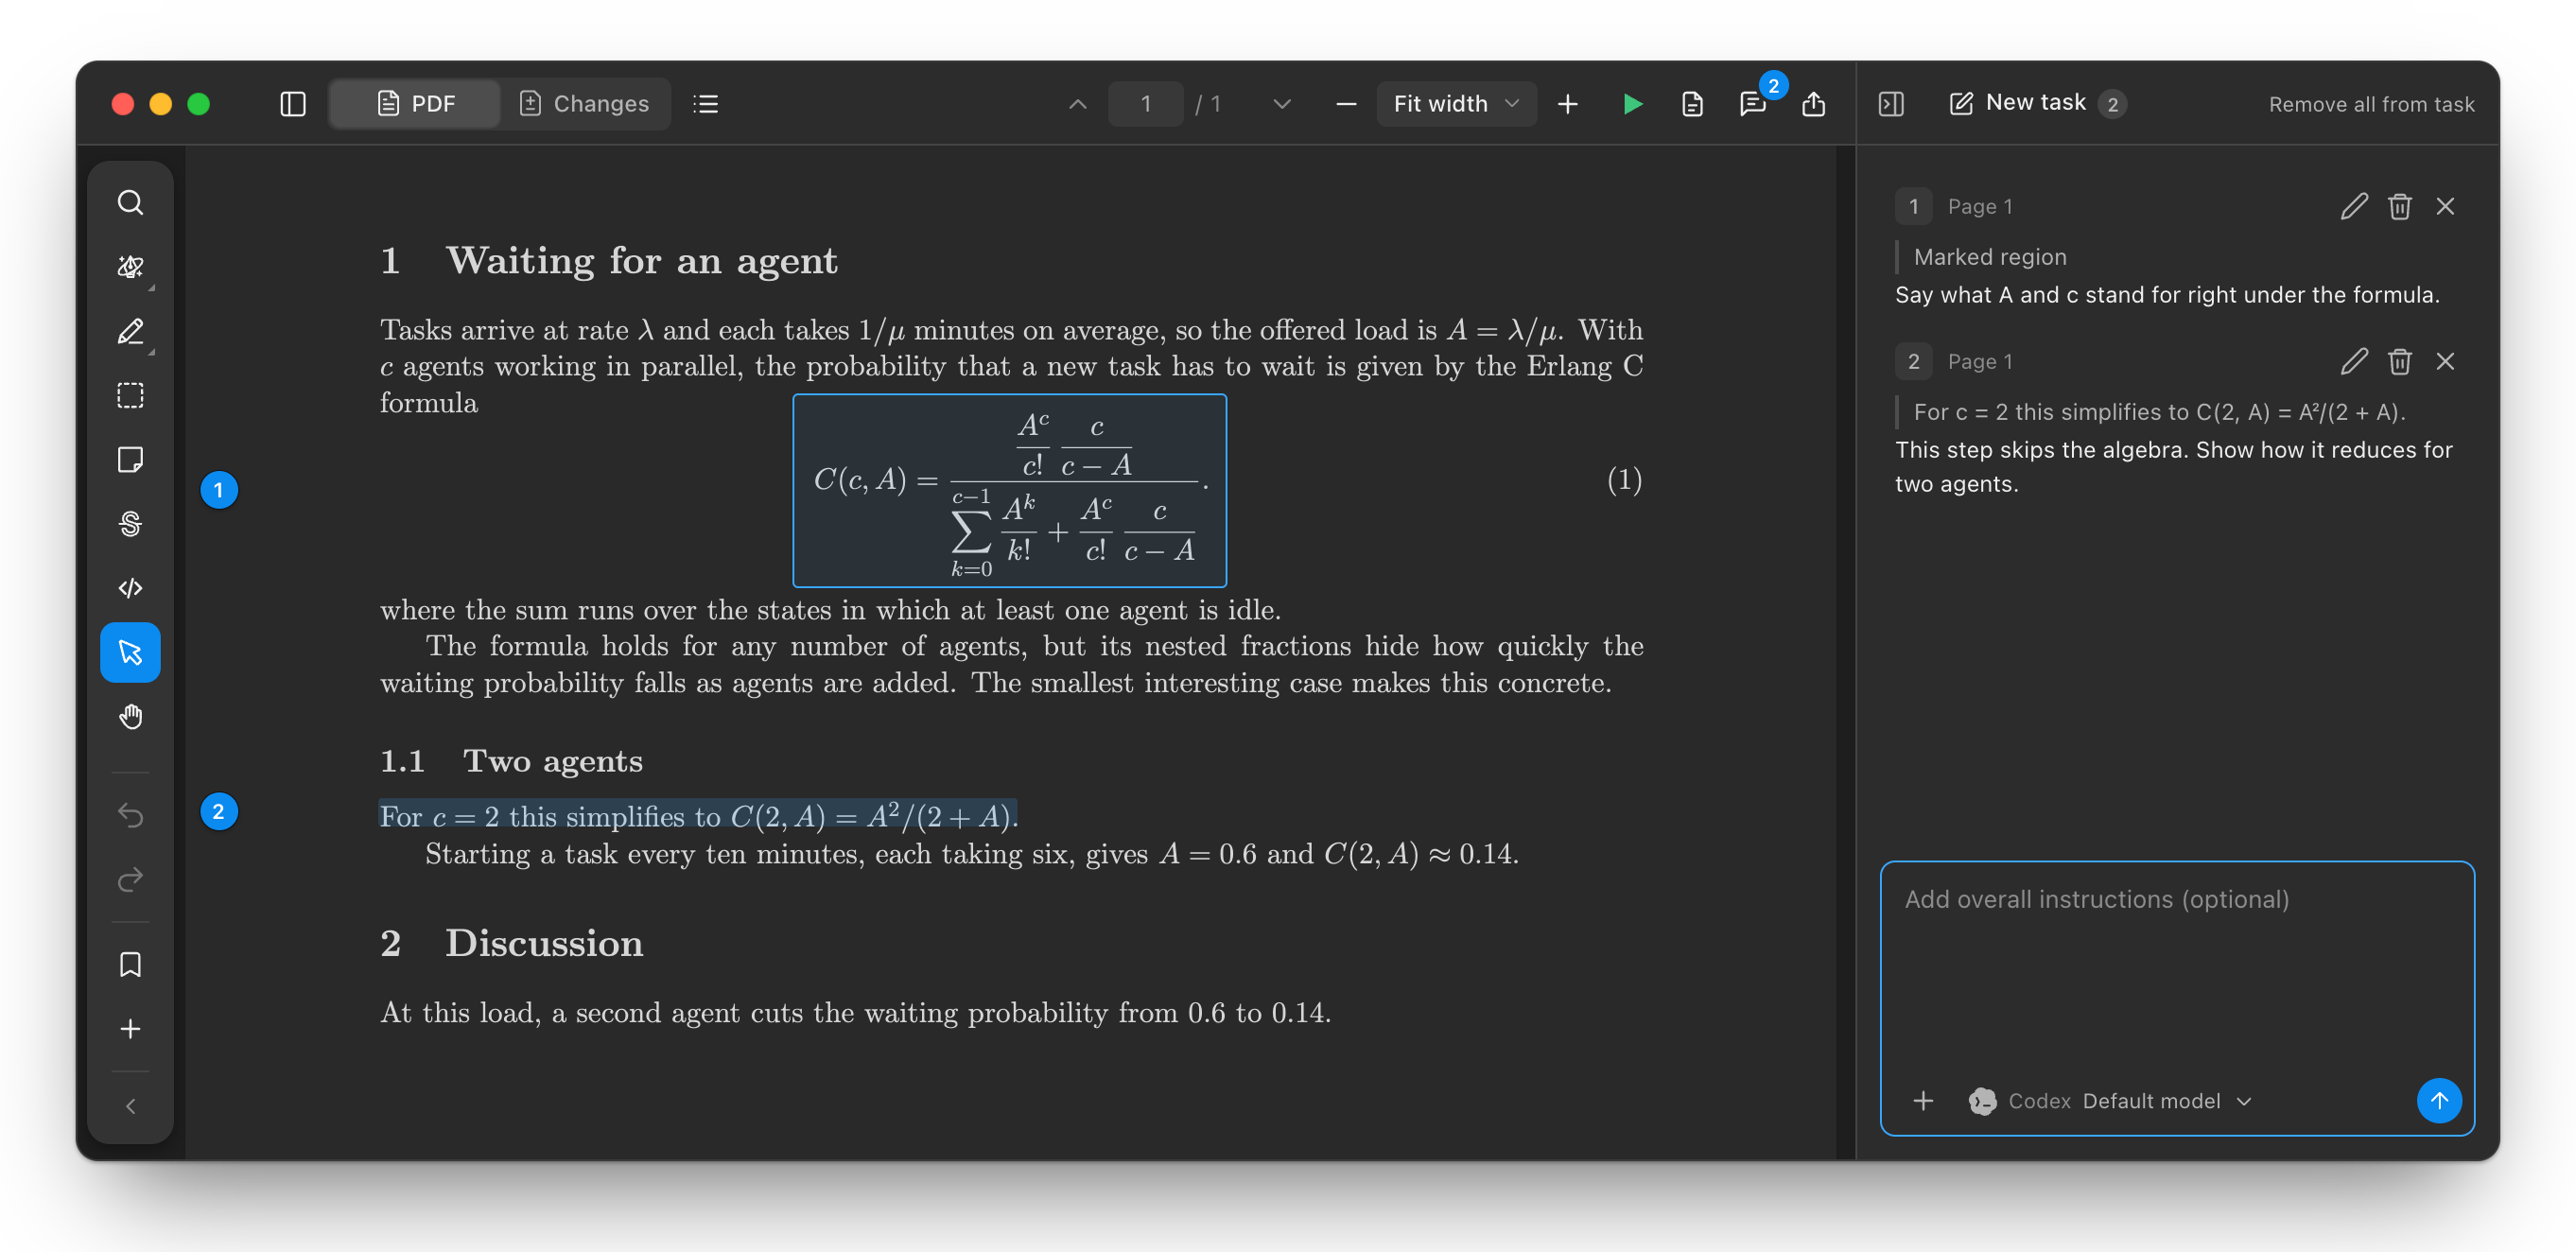 PDF
Changes
1 / 1
Fit width
2
New task 2
Remove all from task
1 Waiting for an agent
Tasks arrive at rate λ and each takes 1/μ minutes on average, so the offered load is A = λ/μ. With
c agents working in parallel, the probability that a new task has to wait is given by the Erlang C
formula
1
C(c, A) = \frac{\frac{A^c}{c!} \frac{c}{c − A}}{\sum_{k=0}^{c−1} \frac{A^k}{k!} + \frac{A^c}{c!} \frac{c}{c − A}}. (1)
where the sum runs over the states in which at least one agent is idle.
The formula holds for any number of agents, but its nested fractions hide how quickly the
waiting probability falls as agents are added. The smallest interesting case makes this concrete.
1.1 Two agents
2
For c = 2 this simplifies to C(2, A) = A²/(2 + A).
Starting a task every ten minutes, each taking six, gives A = 0.6 and C(2, A) ≈ 0.14.
2 Discussion
At this load, a second agent cuts the waiting probability from 0.6 to 0.14.
1 Page 1
Marked region
Say what A and c stand for right under the formula.
2 Page 1
For c = 2 this simplifies to C(2, A) = A²/(2 + A).
This step skips the algebra. Show how it reduces for
two agents.
Add overall instructions (optional)
Codex Default model